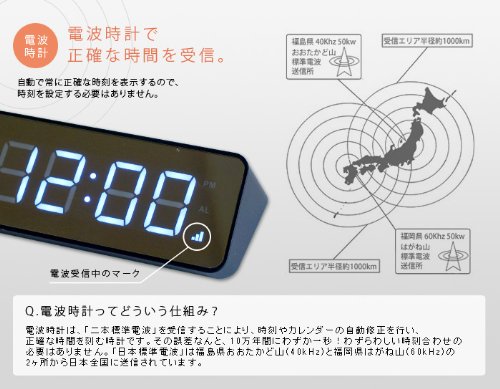 電波
時計
電波時計で
正確な時間を受信。
自動で常に正確な時刻を表示するので、
時刻を設定する必要はありません。
福島県 40Khz 50kw
おおたかど山
標準電波
送信所
受信エリア半径約1000km
12:00
PM
AL
電波受信中のマーク
福岡県 60Khz 50kw
はがね山
標準電波
送信所
受信エリア半径約1000km
Q.電波時計ってどういう仕組み？
電波時計は、「二本標準電波」を受信することにより、時刻やカレンダーの自動修正を行い、
正確な時間を刻む時計です。その誤差なんと、10万年間にわずか一秒！わずらわしい時刻合わせの
必要はありません。「日本標準電波」は福島県おおたかど山(40kHz)と福岡県はがね山(60kHz)の
2ヶ所から日本全国に送信されています。